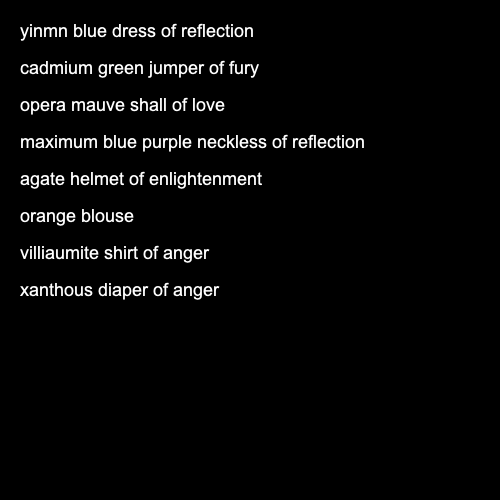 yinmn blue dress of reflection
cadmium green jumper of fury
opera mauve shall of love
maximum blue purple neckless of reflection
agate helmet of enlightenment
orange blouse
villiaumite shirt of anger
xanthous diaper of anger